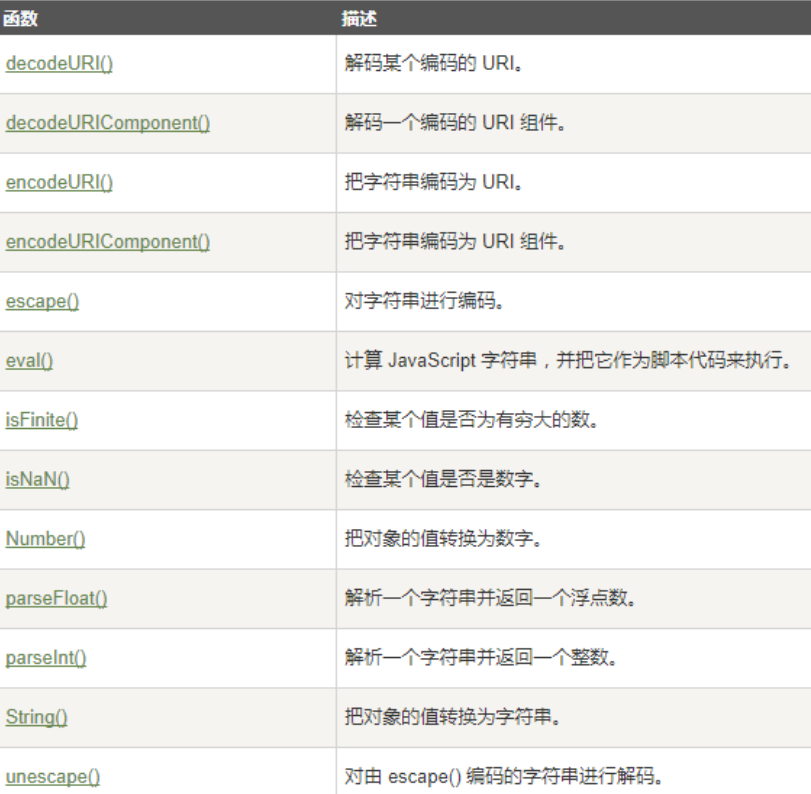 函数 描述
decodeURI() 解码某个编码的 URI。
decodeURIComponent() 解码一个编码的 URI 组件。
encodeURI() 把字符串编码为 URI。
encodeURIComponent() 把字符串编码为 URI 组件。
escape() 对字符串进行编码。
eval() 计算 JavaScript 字符串，并把它作为脚本代码来执行。
isFinite() 检查某个值是否为有穷大的数。
isNaN() 检查某个值是否是数字。
Number() 把对象的值转换为数字。
parseFloat() 解析一个字符串并返回一个浮点数。
parseInt() 解析一个字符串并返回一个整数。
String() 把对象的值转换为字符串。
unescape() 对由 escape() 编码的字符串进行解码。